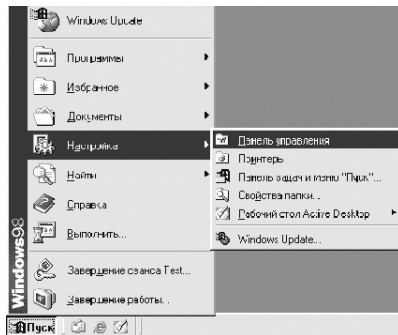 Windows Update
Программы
Избранное
Документы
Настройка
Найти
Справка
Выполнить...
Завершение сеанса Test...
Завершение работы...
Windows98
Панель управления
Принтеры
Панель задач и меню "Пуск"...
Свойства папки...
Рабочий стол Active Desktop
Windows Update...
Пуск